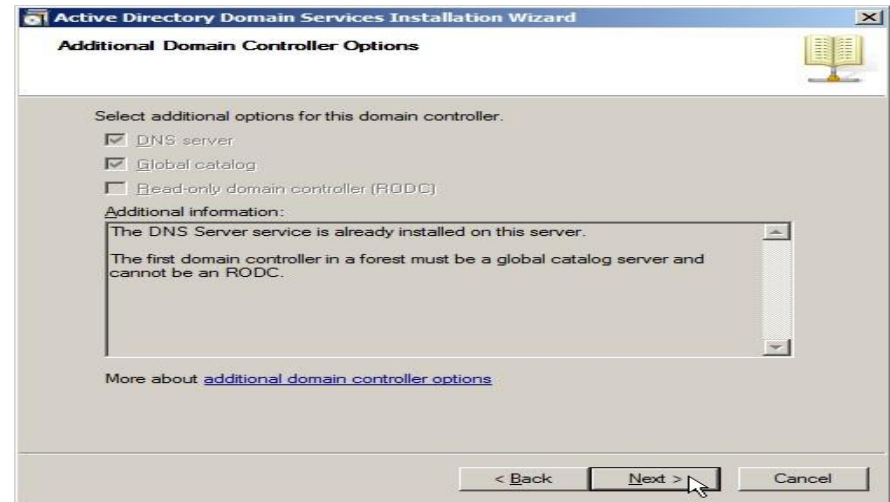 Active Directory Domain Services Installation Wizard
Additional Domain Controller Options
Select additional options for this domain controller.
DNS server
Global catalog
Read-only domain controller (RODC)
Additional information:
The DNS Server service is already installed on this server.
The first domain controller in a forest must be a global catalog server and
cannot be an RODC.
More about additional domain controller options
< Back Next > Cancel